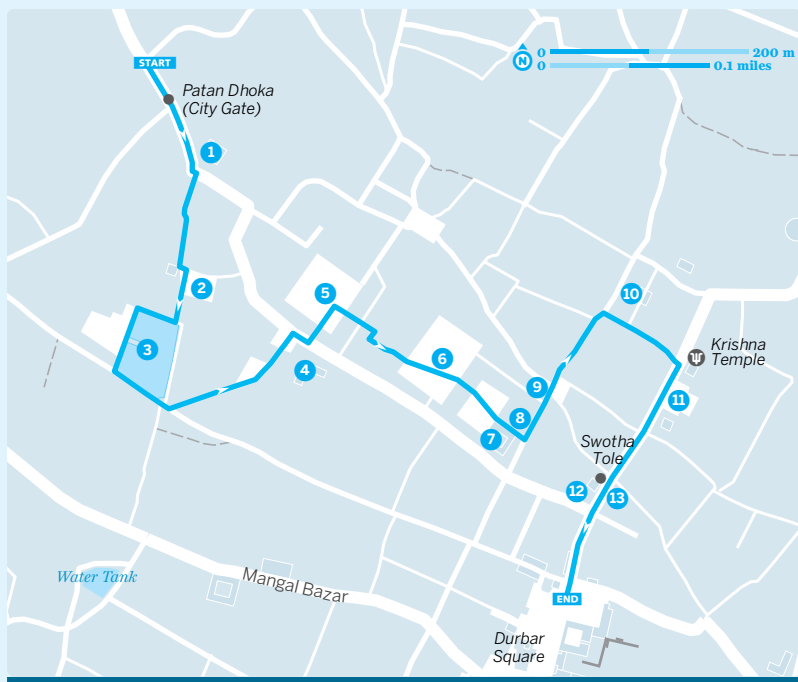 START
0 200 m
N
0 0.1 miles
Patan Dhoka
(City Gate)
1
2
5
10
3
Krishna
Temple
6
4
9
11
8
7
Swotha
Tole
12
13
Water Tank
Mangal Bazar
END
Durbar
Square